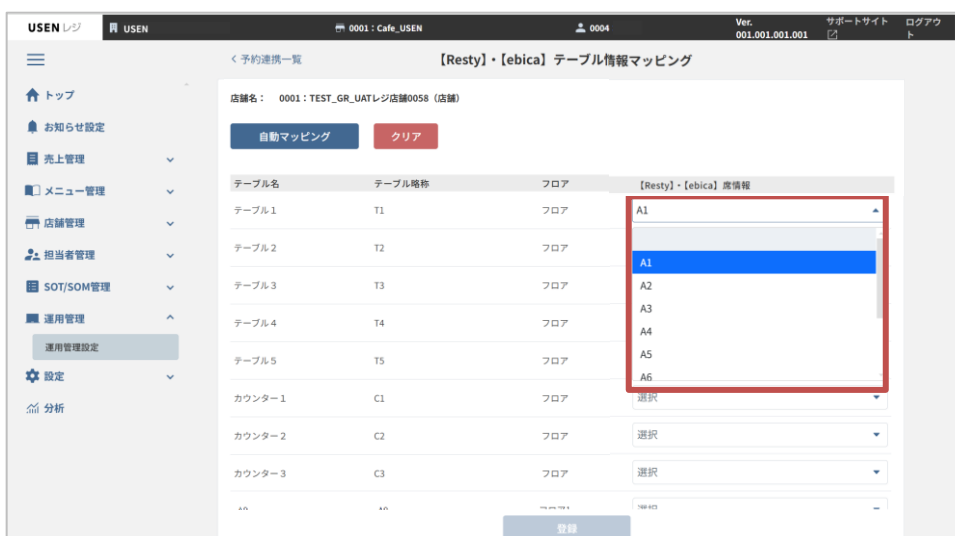 USEN レジ
USEN
0001：Cafe_USEN
0004
Ver.
001.001.001.001
サポートサイト
ログアウ
ト
く 予約連携一覧
【Resty】・【ebica】テーブル情報マッピング
トップ
お知らせ設定
売上管理
メニュー管理
店舗管理
担当者管理
SOT/SOM管理
運用管理
運用管理設定
設定
分析
店舗名： 0001：TEST_GR_UATレジ店舗0058（店舗）
自動マッピング
クリア
テーブル名 テーブル略称 フロア 【Resty】・【ebica】席情報
テーブル1 T1 フロア A1
テーブル2 T2 フロア
A1
テーブル3 T3 フロア A2
A3
テーブル4 T4 フロア A4
テーブル5 T5 フロア A5
A6
カウンター1 C1 フロア 選択
カウンター2 C2 フロア 選択
カウンター3 C3 フロア 選択
登録